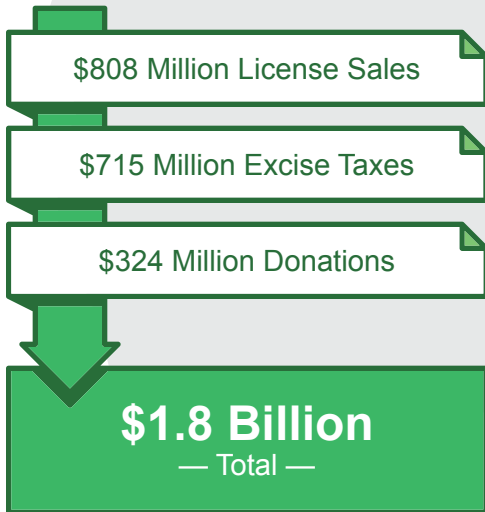 $808 Million License Sales
$715 Million Excise Taxes
$324 Million Donations
$1.8 Billion
— Total —